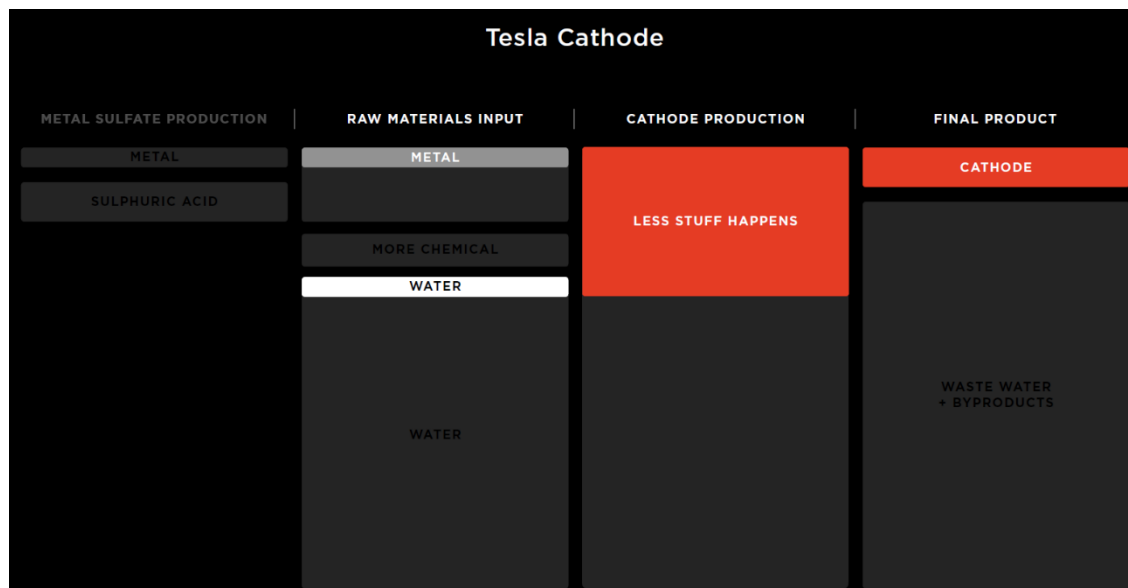 Tesla Cathode
METAL SULFATE PRODUCTION
RAW MATERIALS INPUT
CATHODE PRODUCTION
FINAL PRODUCT
METAL
SULPHURIC ACID
METAL
MORE CHEMICAL
WATER
WATER
LESS STUFF HAPPENS
CATHODE
WASTE WATER
+ BYPRODUCTS